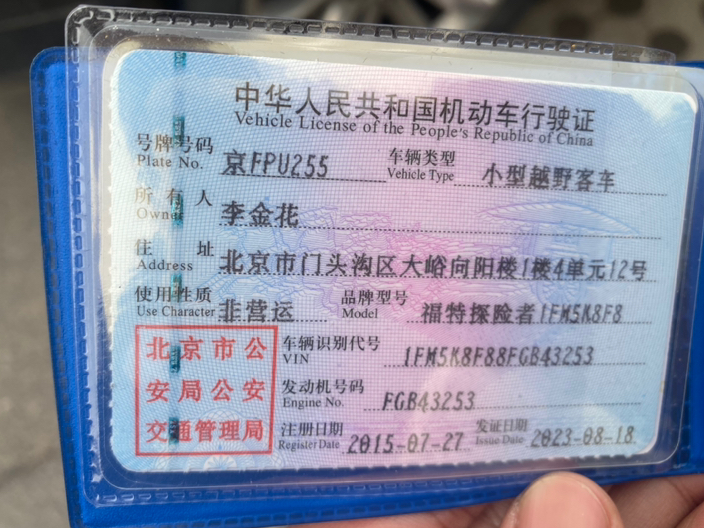 中华人民共和国机动车行驶证
Vehicle License of the People's Republic of China
号牌号码 京FPU255 车辆类型 小型越野客车
Plate No. Vehicle Type
所有人 李金花
Owner
住址 北京市门头沟区大峪向阳楼1楼4单元12号
Address
使用性质 非营运 品牌型号 福特探险者1FM5K8F8
Use Character Model
北京市公
安局公安
交通管理局
车辆识别代号 1FM5K8F88FGB43253
VIN
发动机号码 FGB43253
Engine No.
注册日期 2015-07-27 发证日期 2023-08-18
Register Date Issue Date